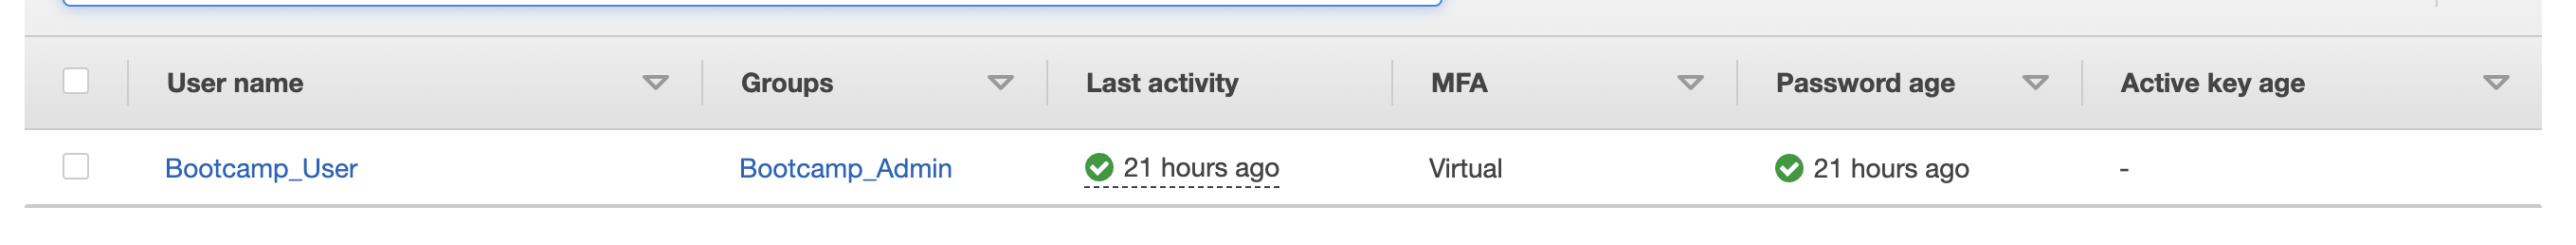 User name Groups Last activity MFA Password age Active key age
Bootcamp_User Bootcamp_Admin 21 hours ago Virtual 21 hours ago -